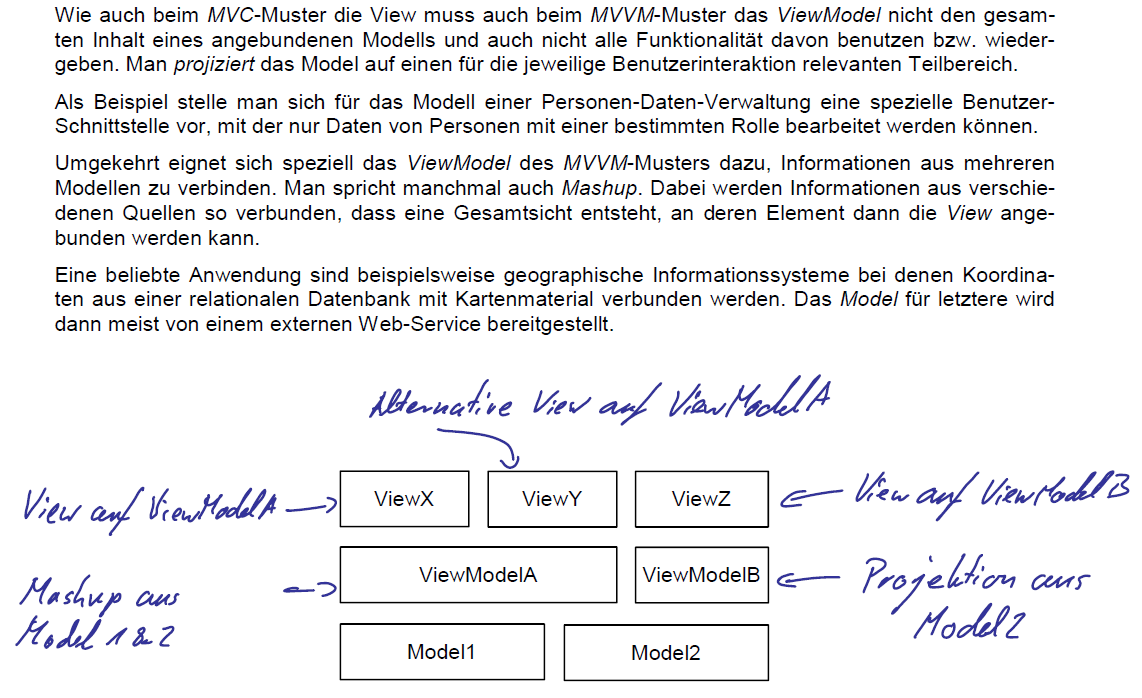 Wie auch beim MVC-Muster die View muss auch beim MVVM-Muster das ViewModel nicht den gesam-
ten Inhalt eines angebundenen Modells und auch nicht alle Funktionalität davon benutzen bzw. wieder-
geben. Man projiziert das Model auf einen für die jeweilige Benutzerinteraktion relevanten Teilbereich.
Als Beispiel stelle man sich für das Modell einer Personen-Daten-Verwaltung eine spezielle Benutzer-
Schnittstelle vor, mit der nur Daten von Personen mit einer bestimmten Rolle bearbeitet werden können.
Umgekehrt eignet sich speziell das ViewModel des MVVM-Musters dazu, Informationen aus mehreren
Modellen zu verbinden. Man spricht manchmal auch Mashup. Dabei werden Informationen aus verschie-
denen Quellen so verbunden, dass eine Gesamtsicht entsteht, an deren Element dann die View ange-
bunden werden kann.
Eine beliebte Anwendung sind beispielsweise geographische Informationssysteme bei denen Koordina-
ten aus einer relationalen Datenbank mit Kartenmaterial verbunden werden. Das Model für letztere wird
dann meist von einem externen Web-Service bereitgestellt.
Alternative View auf ViewModelA
View auf ViewModelA
ViewX
ViewY
ViewZ
View auf ViewModelB
Mashup aus
Model 1 & 2
ViewModelA
ViewModelB
Projektion aus
Model 2
Model1
Model2